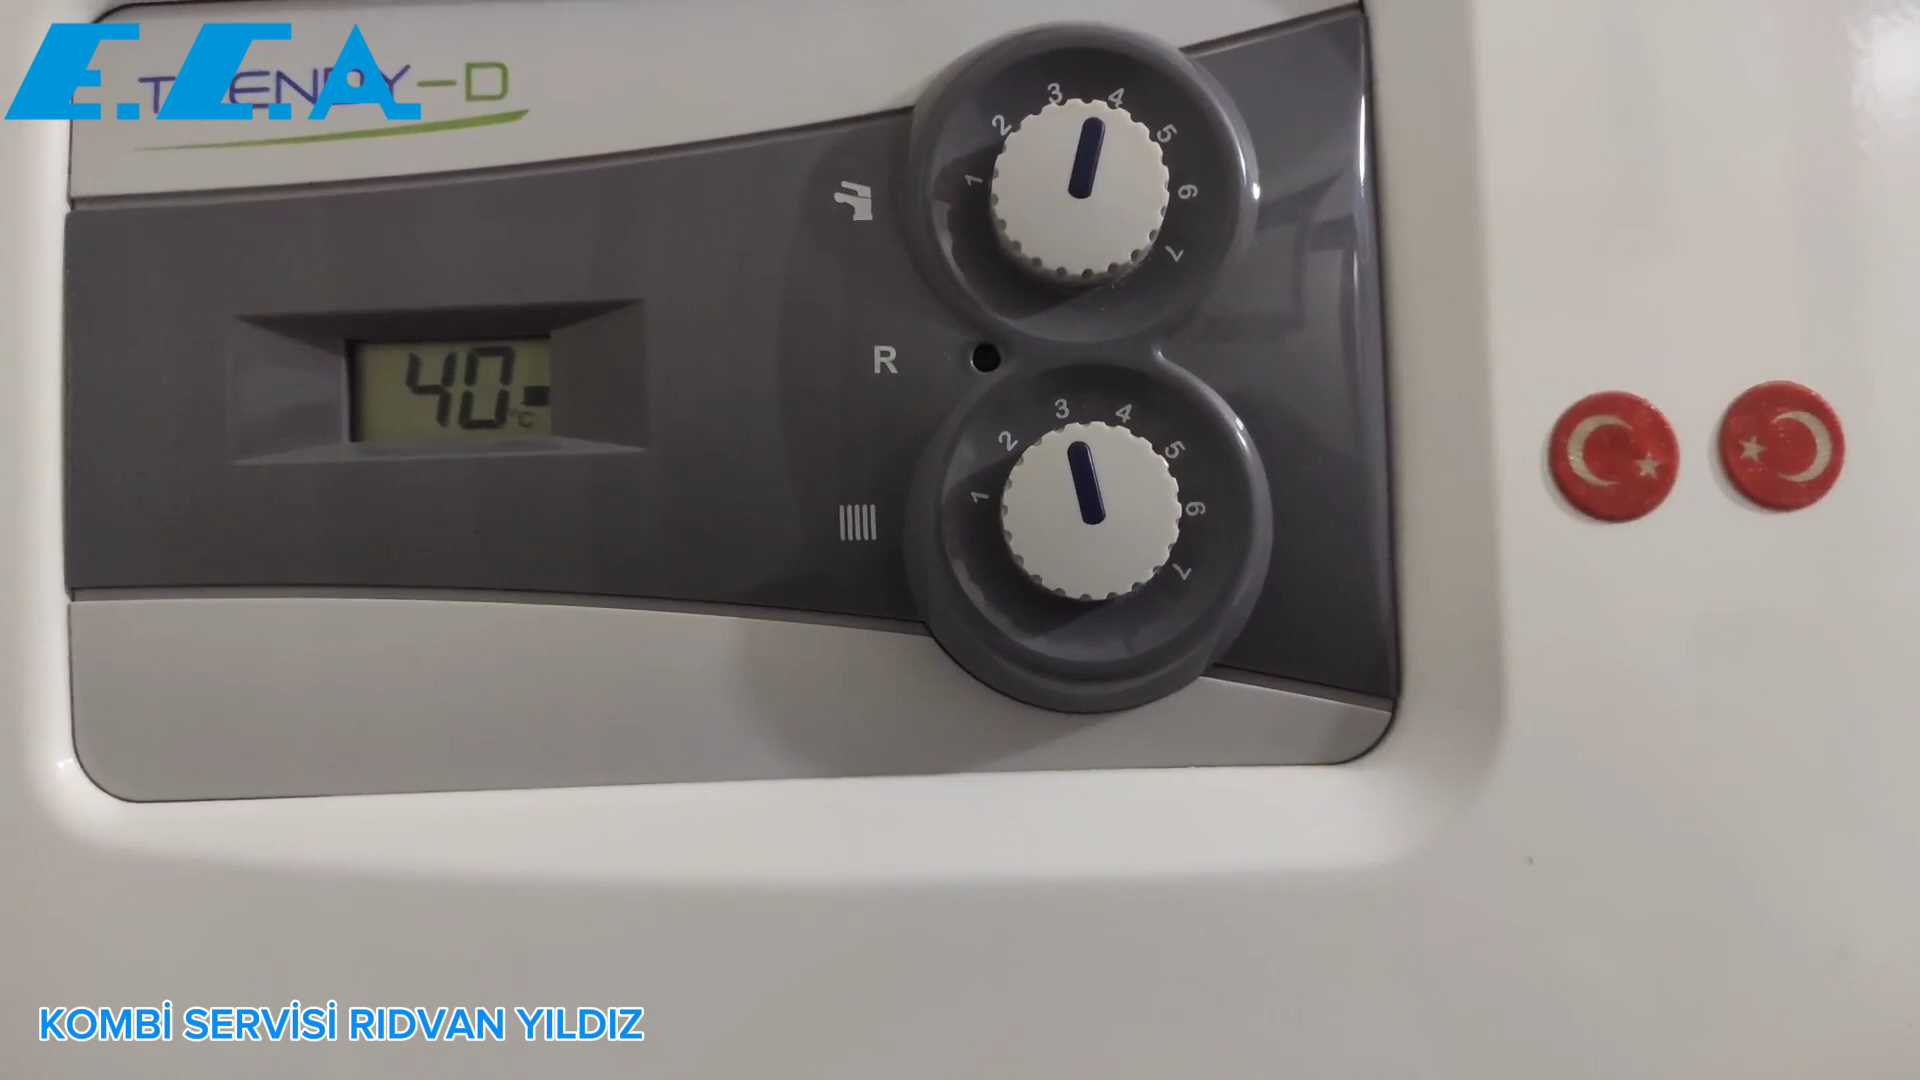 E.C.A.
TRENDY-D
1 2 3 4 5 6 7
R
40 °C
1 2 3 4 5 6 7
KOMBİ SERVİSİ RIDVAN YILDIZ